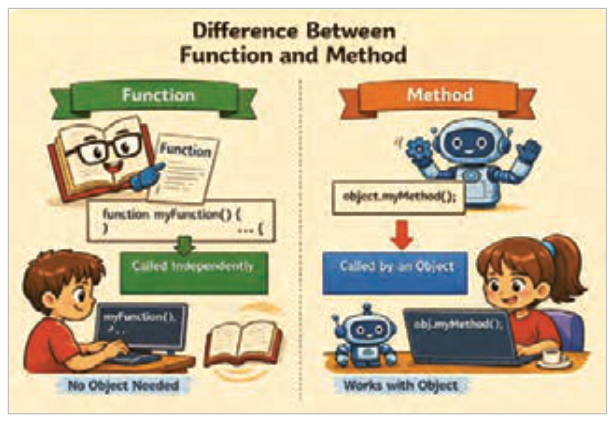 Difference Between
Function and Method
Function
Function
function myFunction() {
} ... {
Called Independently
myFunction(),
No Object Needed
Method
object.myMethod();
Called by an Object
obj.myMethod();
Works with Object